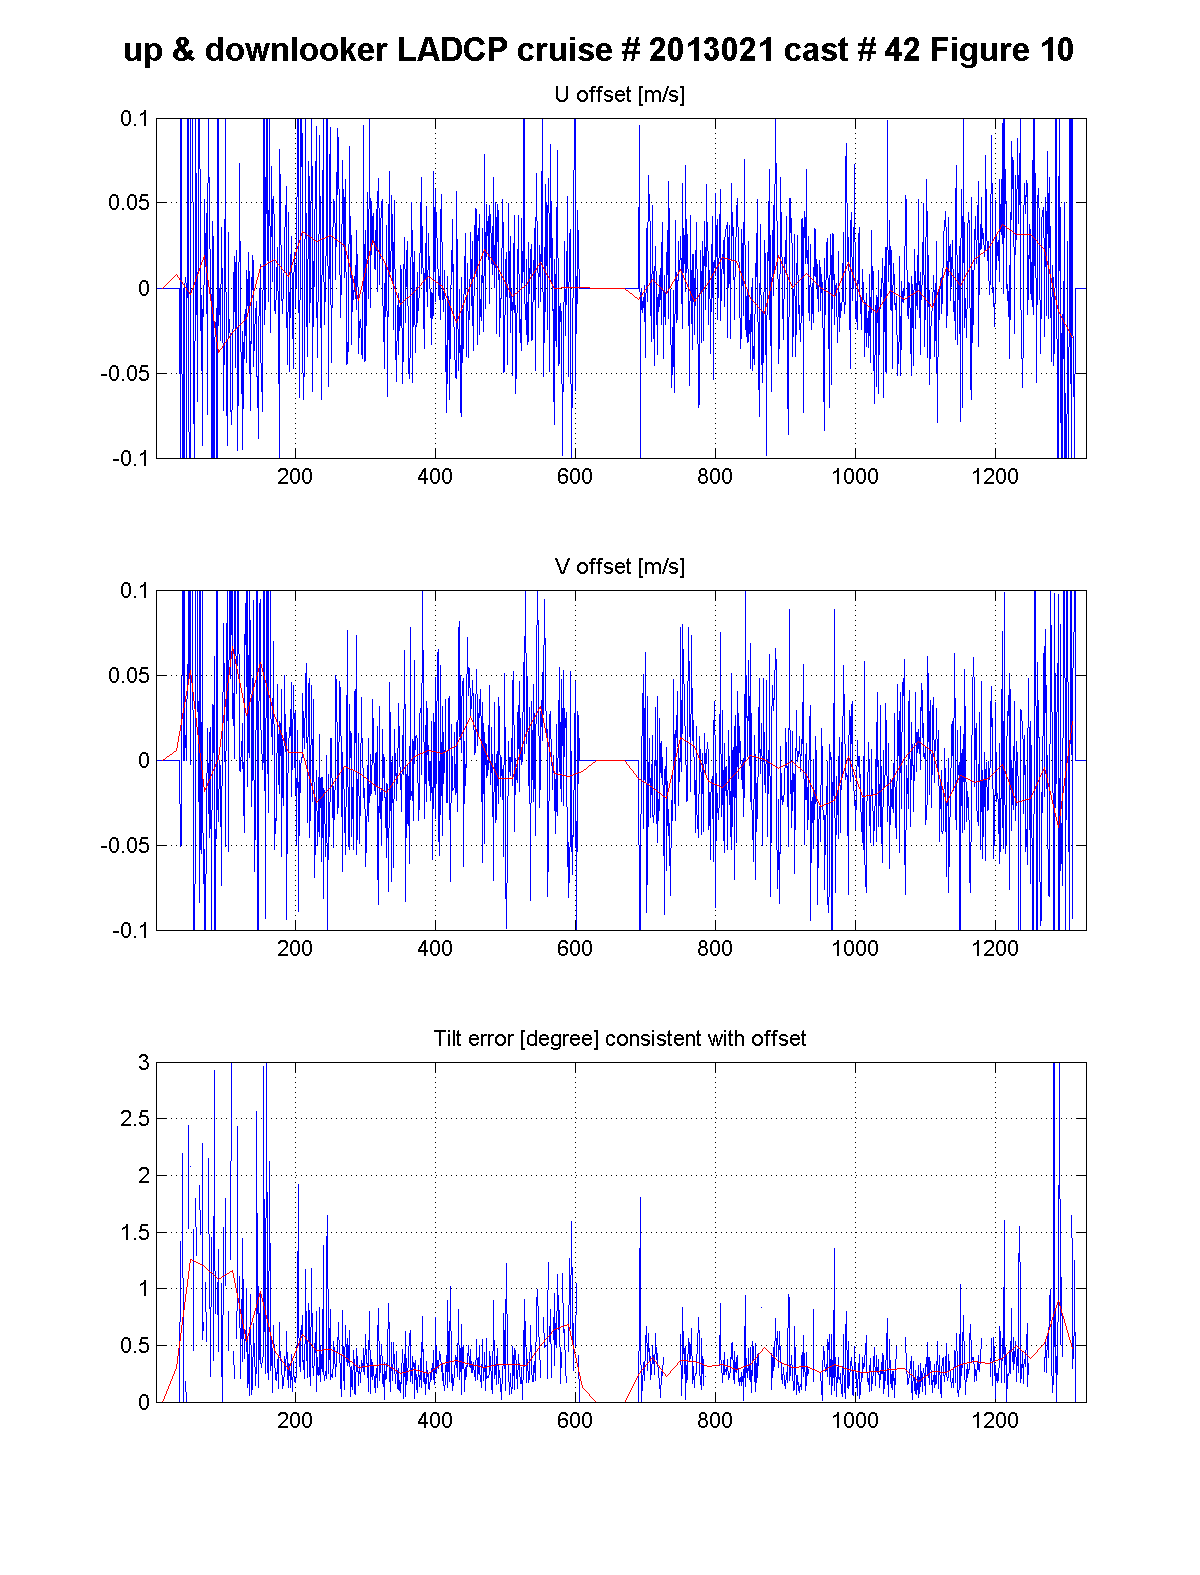 up & downlooker LADCP cruise # 2013021 cast # 42 Figure 10
U offset [m/s]
0.1
0.05
0
-0.05
-0.1
200 400 600 800 1000 1200
V offset [m/s]
0.1
0.05
0
-0.05
-0.1
200 400 600 800 1000 1200
Tilt error [degree] consistent with offset
3
2.5
2
1.5
1
0.5
0
200 400 600 800 1000 1200